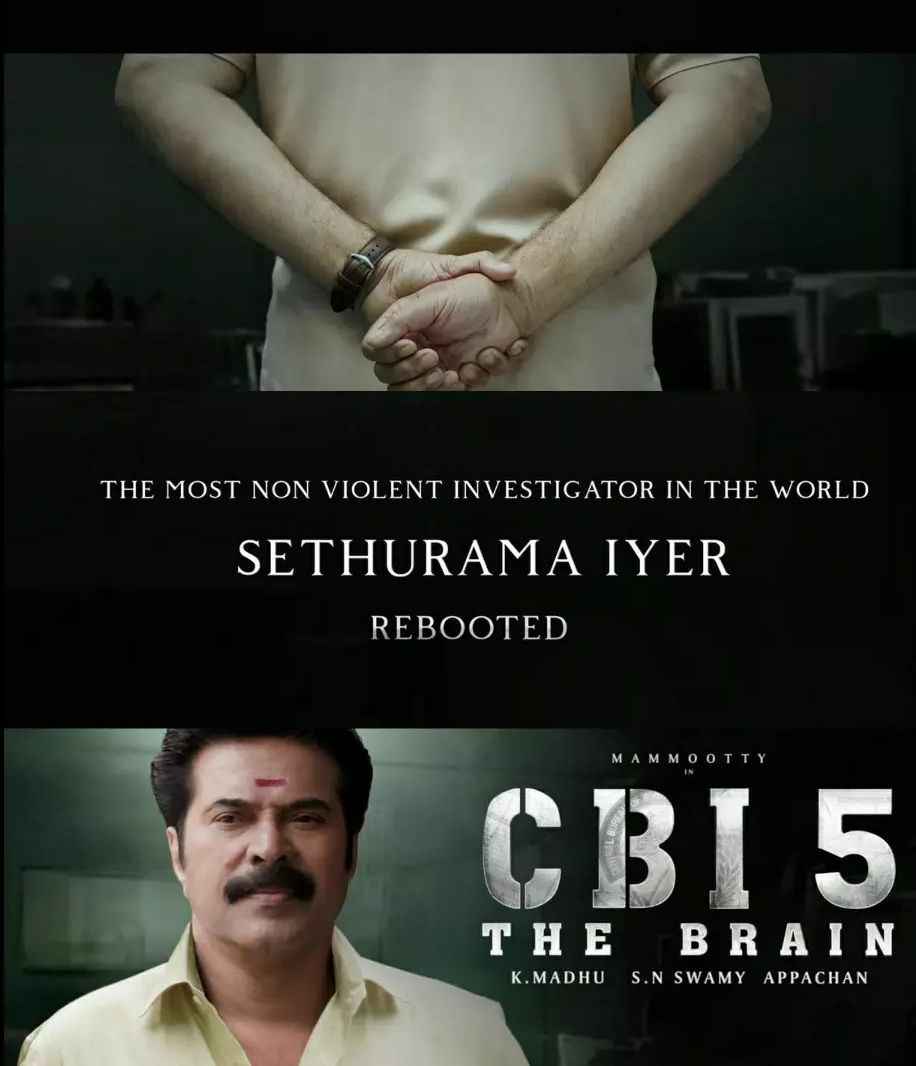 THE MOST NON VIOLENT INVESTIGATOR IN THE WORLD
SETHURAMA IYER
REBOOTED
MAMMOOTTY
IN
CBI 5
THE BRAIN
K.MADHU S.N SWAMY APPACHAN